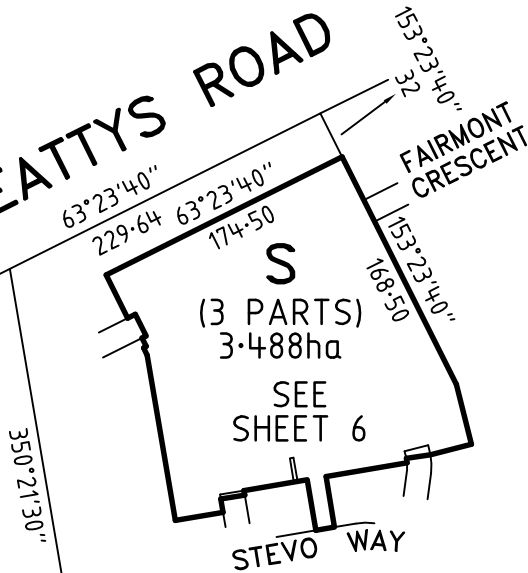 EATTYS ROAD
153°23'40"
32
FAIRMONT
CRESCENT
63°23'40"
229·64
63°23'40"
174·50
153°23'40"
168·50
S
(3 PARTS)
3·488ha
SEE
SHEET 6
350°21'30"
STEVO WAY